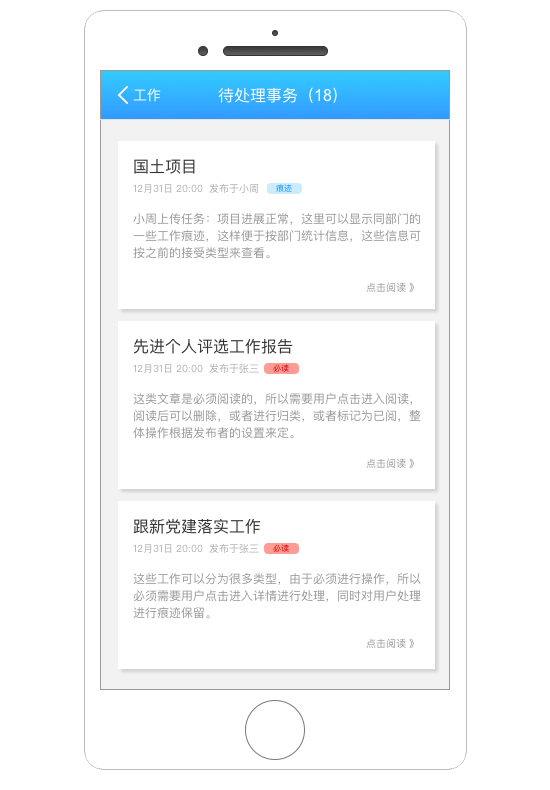 工作 待处理事务（18）
国土项目
12月31日 20:00 发布于小周 痕迹
小周上传任务：项目进展正常，这里可以显示同部门的
一些工作痕迹，这样便于按部门统计信息，这些信息可
按之前的接受类型来查看。
点击阅读 》
先进个人评选工作报告
12月31日 20:00 发布于张三 必读
这类文章是必须阅读的，所以需要用户点击进入阅读，
阅读后可以删除，或者进行归类，或者标记为已阅，整
体操作根据发布者的设置来定。
点击阅读 》
跟新党建落实工作
12月31日 20:00 发布于张三 必读
这些工作可以分为很多类型，由于必须进行操作，所以
必须需要用户点击进入详情进行处理，同时对用户处理
进行痕迹保留。
点击阅读 》